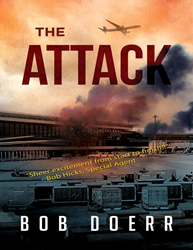 THE
ATTACK
"Sheer excitement from start to finish."
Bob Hicks, Special Agent
BOB DOERR